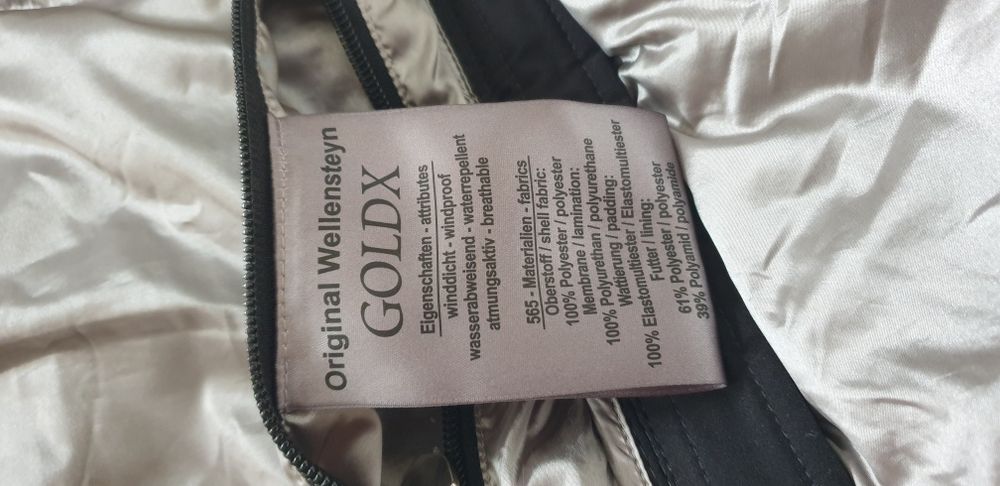 Original Wellensteyn
GOLDX
Eigenschaften - attributes
winddicht - windproof
wasserabweisend - waterrepellent
atmungsaktiv - breathable
565 - Materialien - fabrics
Oberstoff / shell fabric:
100% Polyester / polyester
Membrane / lamination:
100% Polyurethan / polyurethane
Wattierung / padding:
100% Elastomultiester / Elastomultiester
Futter / lining:
61% Polyester / polyester
39% Polyamid / polyamide